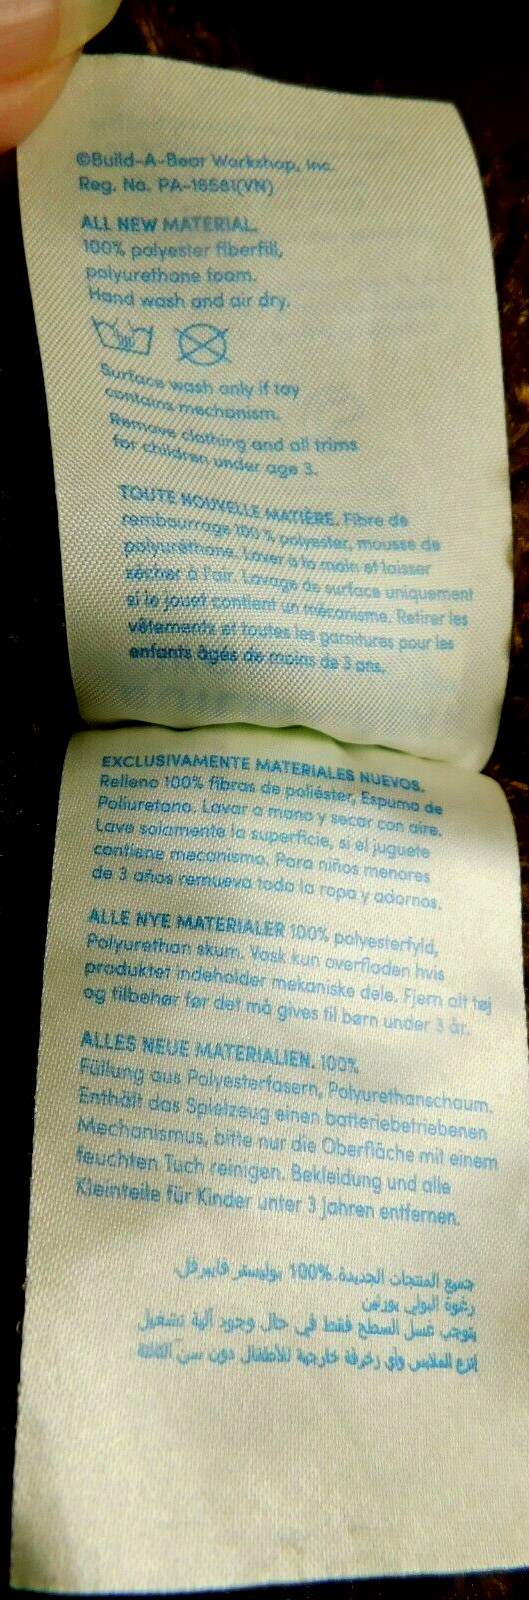 ©Build-A-Bear Workshop, Inc.
Reg. No. PA-16581(VN)
ALL NEW MATERIAL.
100% polyester fiberfill,
polyurethane foam.
Hand wash and air dry.
Surface wash only if toy
contains mechanism.
Remove clothing and all trims
for children under age 3.
TOUTE NOUVELLE MATIÈRE. Fibre de
rembourrage 100 % polyester, mousse de
polyuréthane. Laver à la main et laisser
sécher à l'air. Lavage de surface uniquement
si le jouet contient un mécanisme. Retirer les
vêtements et toutes les garnitures pour les
enfants âgés de moins de 3 ans.
EXCLUSIVAMENTE MATERIALES NUEVOS.
Relleno 100% fibras de poliéster, Espuma de
Poliuretano. Lavar a mano y secar con aire.
Lave solamente la superficie, si el juguete
contiene mecanismo. Para niños menores
de 3 años remueva toda la ropa y adornos.
ALLE NYE MATERIALER 100% polyesterfyld,
Polyurethan skum. Vask kun overfladen hvis
produktet indeholder mekaniske dele. Fjern alt tøj
og tilbehør før det må gives til børn under 3 år.
ALLES NEUE MATERIALIEN. 100%
Füllung aus Polyesterfasern, Polyurethanschaum.
Enthält das Spielzeug einen batteriebetriebenen
Mechanismus, bitte nur die Oberfläche mit einem
feuchten Tuch reinigen. Bekleidung und alle
Kleinteile für Kinder unter 3 Jahren entfernen.
جميع المنتجات الجديدة. 100% بوليستر فايبرفل،
رغوة البولي يورثين
يتوجب غسل السطح فقط في حال وجود آلية تشغيل
انزع الملابس وأي زخرفة خارجية للأطفال دون سن الثالثة